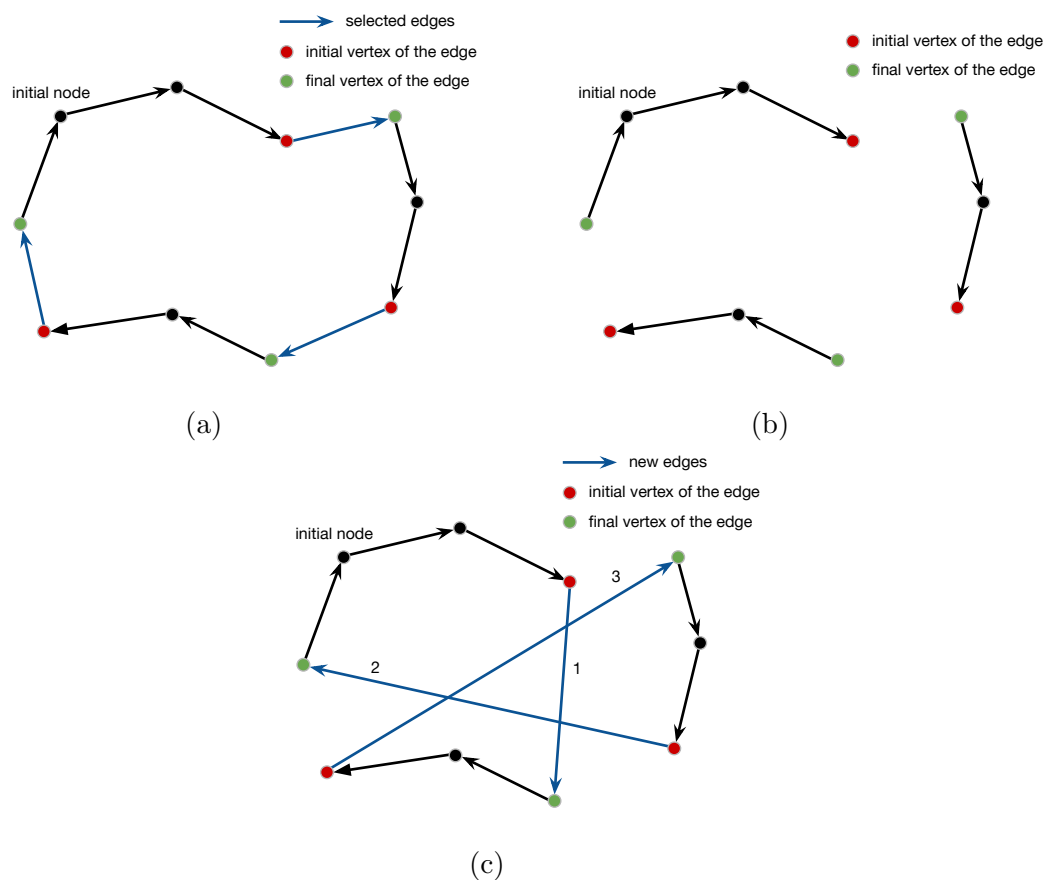 selected edges
initial vertex of the edge
final vertex of the edge
initial node
(a)
initial vertex of the edge
final vertex of the edge
initial node
(b)
new edges
initial vertex of the edge
final vertex of the edge
initial node
3
2
1
(c)